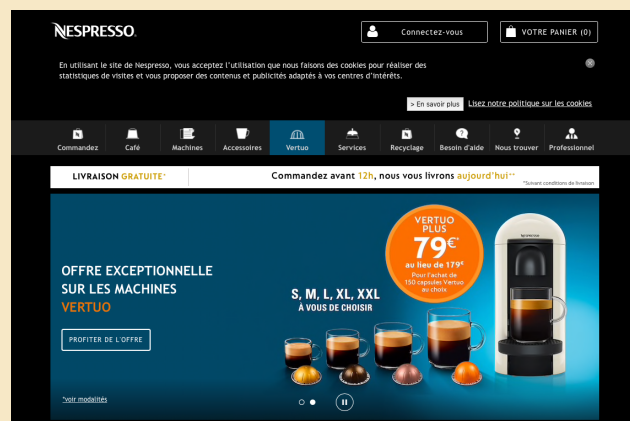 NESPRESSO.
Connectez-vous
VOTRE PANIER (0)
En utilisant le site de Nespresso, vous acceptez l'utilisation que nous faisons des cookies pour réaliser des
statistiques de visites et vous proposer des contenus et publicités adaptés à vos centres d'intérêts.
> En savoir plus
Lisez notre politique sur les cookies
Commandez
Café
Machines
Accessoires
Vertuo
Services
Recyclage
Besoin d'aide
Nous trouver
Professionnel
LIVRAISON GRATUITE*
Commandez avant 12h, nous vous livrons aujourd'hui**
*Suivant conditions de livraison
OFFRE EXCEPTIONNELLE
SUR LES MACHINES
VERTUO
PROFITER DE L'OFFRE
*voir modalités
S, M, L, XL, XXL
À VOUS DE CHOISIR
VERTUO
PLUS
79€*
au lieu de 179€
Pour l'achat de
150 capsules Vertuo
au choix
NESPRESSO